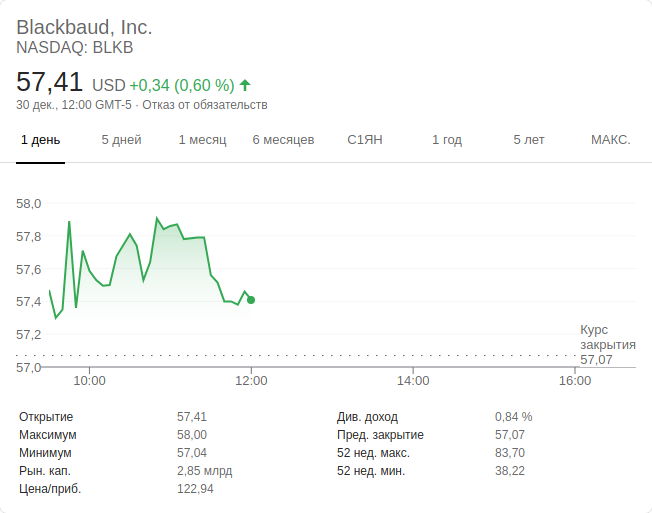 Blackbaud, Inc.
NASDAQ: BLKB
57,41 USD +0,34 (0,60 %)
30 дек., 12:00 GMT-5 · Отказ от обязательств
1 день 5 дней 1 месяц 6 месяцев С1ЯН 1 год 5 лет МАКС.
58,0
57,8
57,6
57,4
57,2
57,0
Курс
закрытия
57,07
10:00 12:00 14:00 16:00
Открытие 57,41
Максимум 58,00
Минимум 57,04
Рын. кап. 2,85 млрд
Цена/приб. 122,94
Див. доход 0,84 %
Пред. закрытие 57,07
52 нед. макс. 83,70
52 нед. мин. 38,22